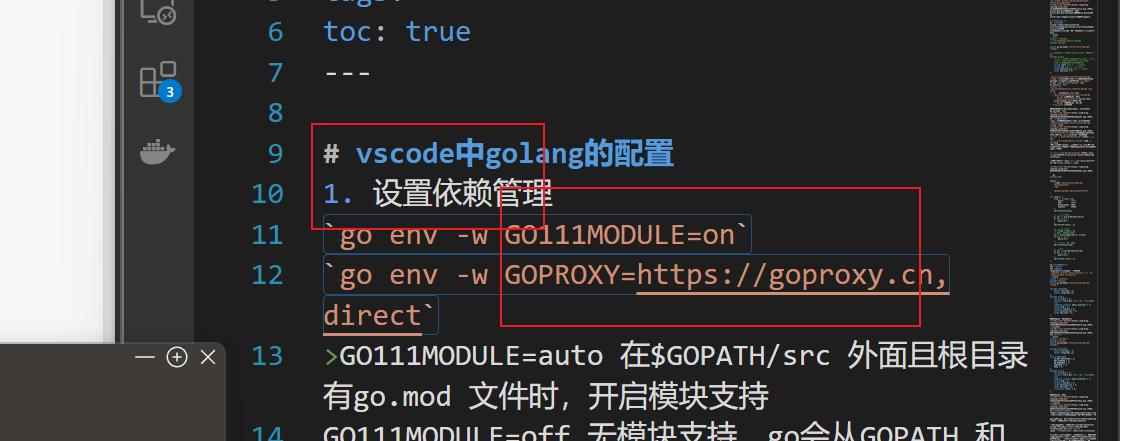 6 toc: true
7 ---
8
9 # vscode中golang的配置
10 1. 设置依赖管理
11 `go env -w GO111MODULE=on`
12 `go env -w GOPROXY=https://goproxy.cn,
direct`
13 >GO111MODULE=auto 在$GOPATH/src 外面且根目录
有go.mod 文件时，开启模块支持
14 GO111MODULE=off 无模块支持，go会从GOPATH 和
3